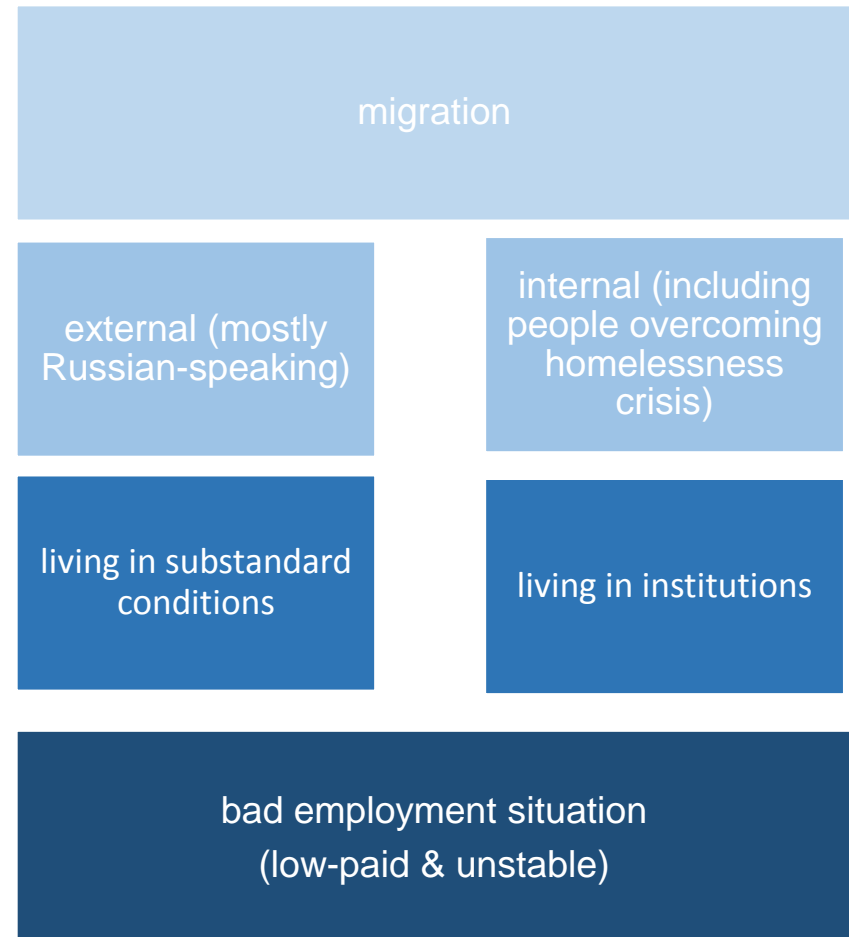 migration
external (mostly
Russian-speaking)
internal (including
people overcoming
homelessness
crisis)
living in substandard
conditions
living in institutions
bad employment situation
(low-paid & unstable)